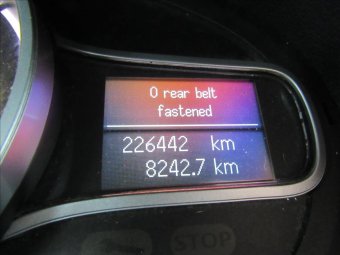 0 rear belt
fastened
226442 km
8242.7 km
STOP